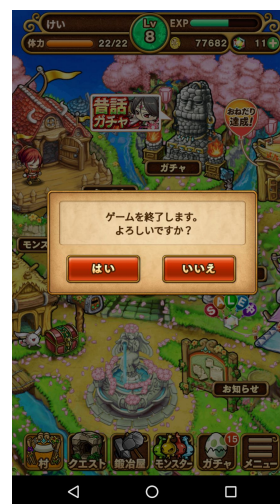 けい
Lv
8
EXP
体力
22/22
77682
11
昔話
ガチャ
おねだり
達成!
ガチャ
ゲームを終了します。
よろしいですか?
はい
いいえ
モンス
SALE
お知らせ
村
クエスト
鍛冶屋
モンスター
15
ガチャ
メニュー